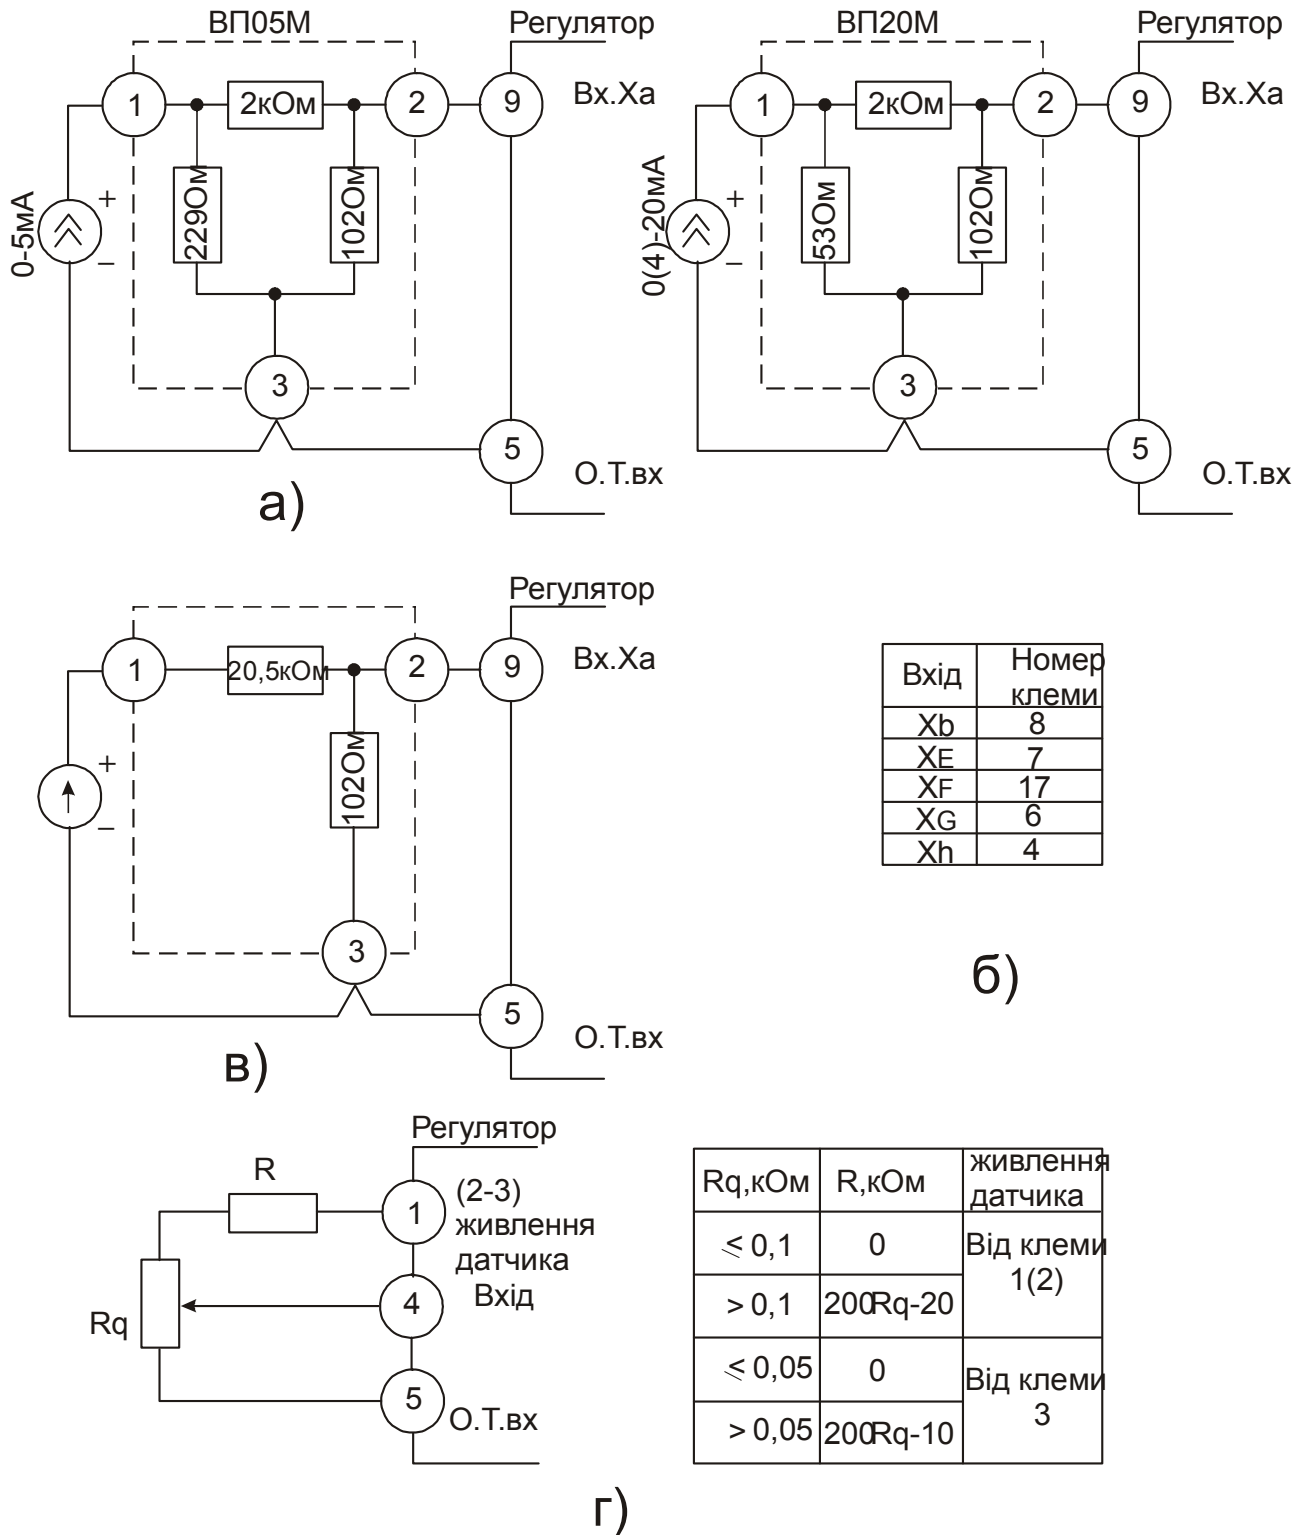 ВП05М
Регулятор
1
2кОм
2
9
Вх.Ха
229Ом
102Ом
0-5мА
+
–
3
5
О.Т.вх
а)
ВП20М
Регулятор
1
2кОм
2
9
Вх.Ха
53Ом
102Ом
0(4)-20мА
+
–
3
5
О.Т.вх
Регулятор
1
20,5кОм
2
9
Вх.Ха
102Ом
+
–
3
5
О.Т.вх
в)
Вхід Номер клеми
Xb 8
XE 7
XF 17
XG 6
Xh 4
б)
Регулятор
R
1
(2-3)
живлення
датчика
Вхід
4
Rq
5
О.Т.вх
Rq,кОм R,кОм живлення датчика
≤ 0,1 0 Від клеми 1(2)
> 0,1 200Rq-20
≤ 0,05 0 Від клеми 3
> 0,05 200Rq-10
г)